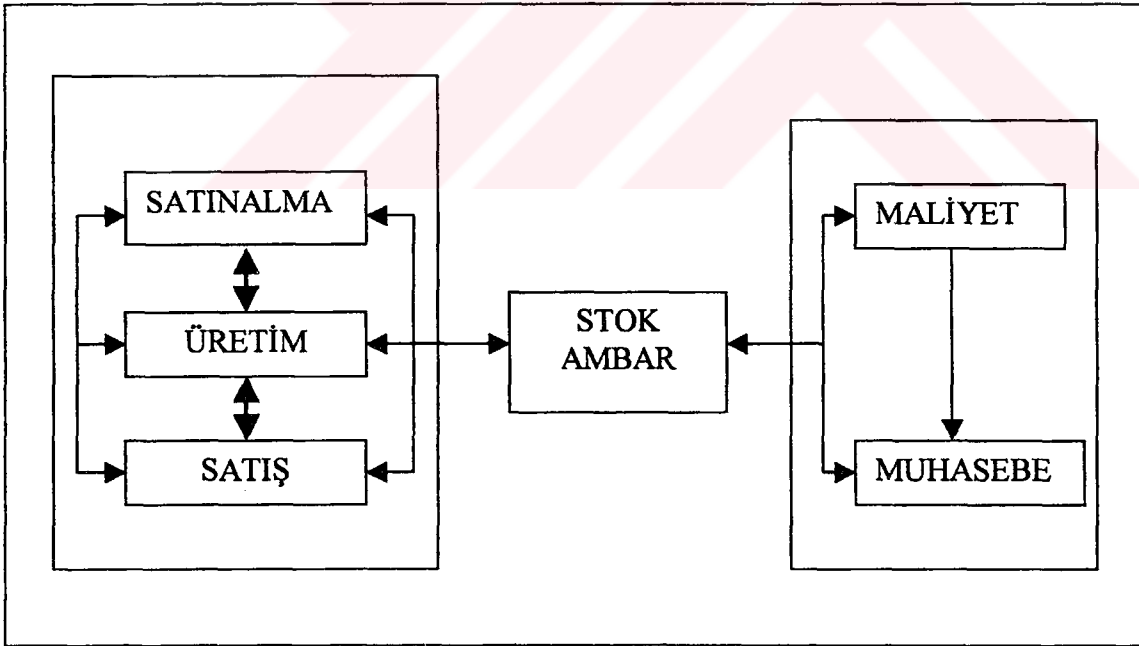 SATINALMA
ÜRETİM
SATIŞ
STOK
AMBAR
MALİYET
MUHASEBE